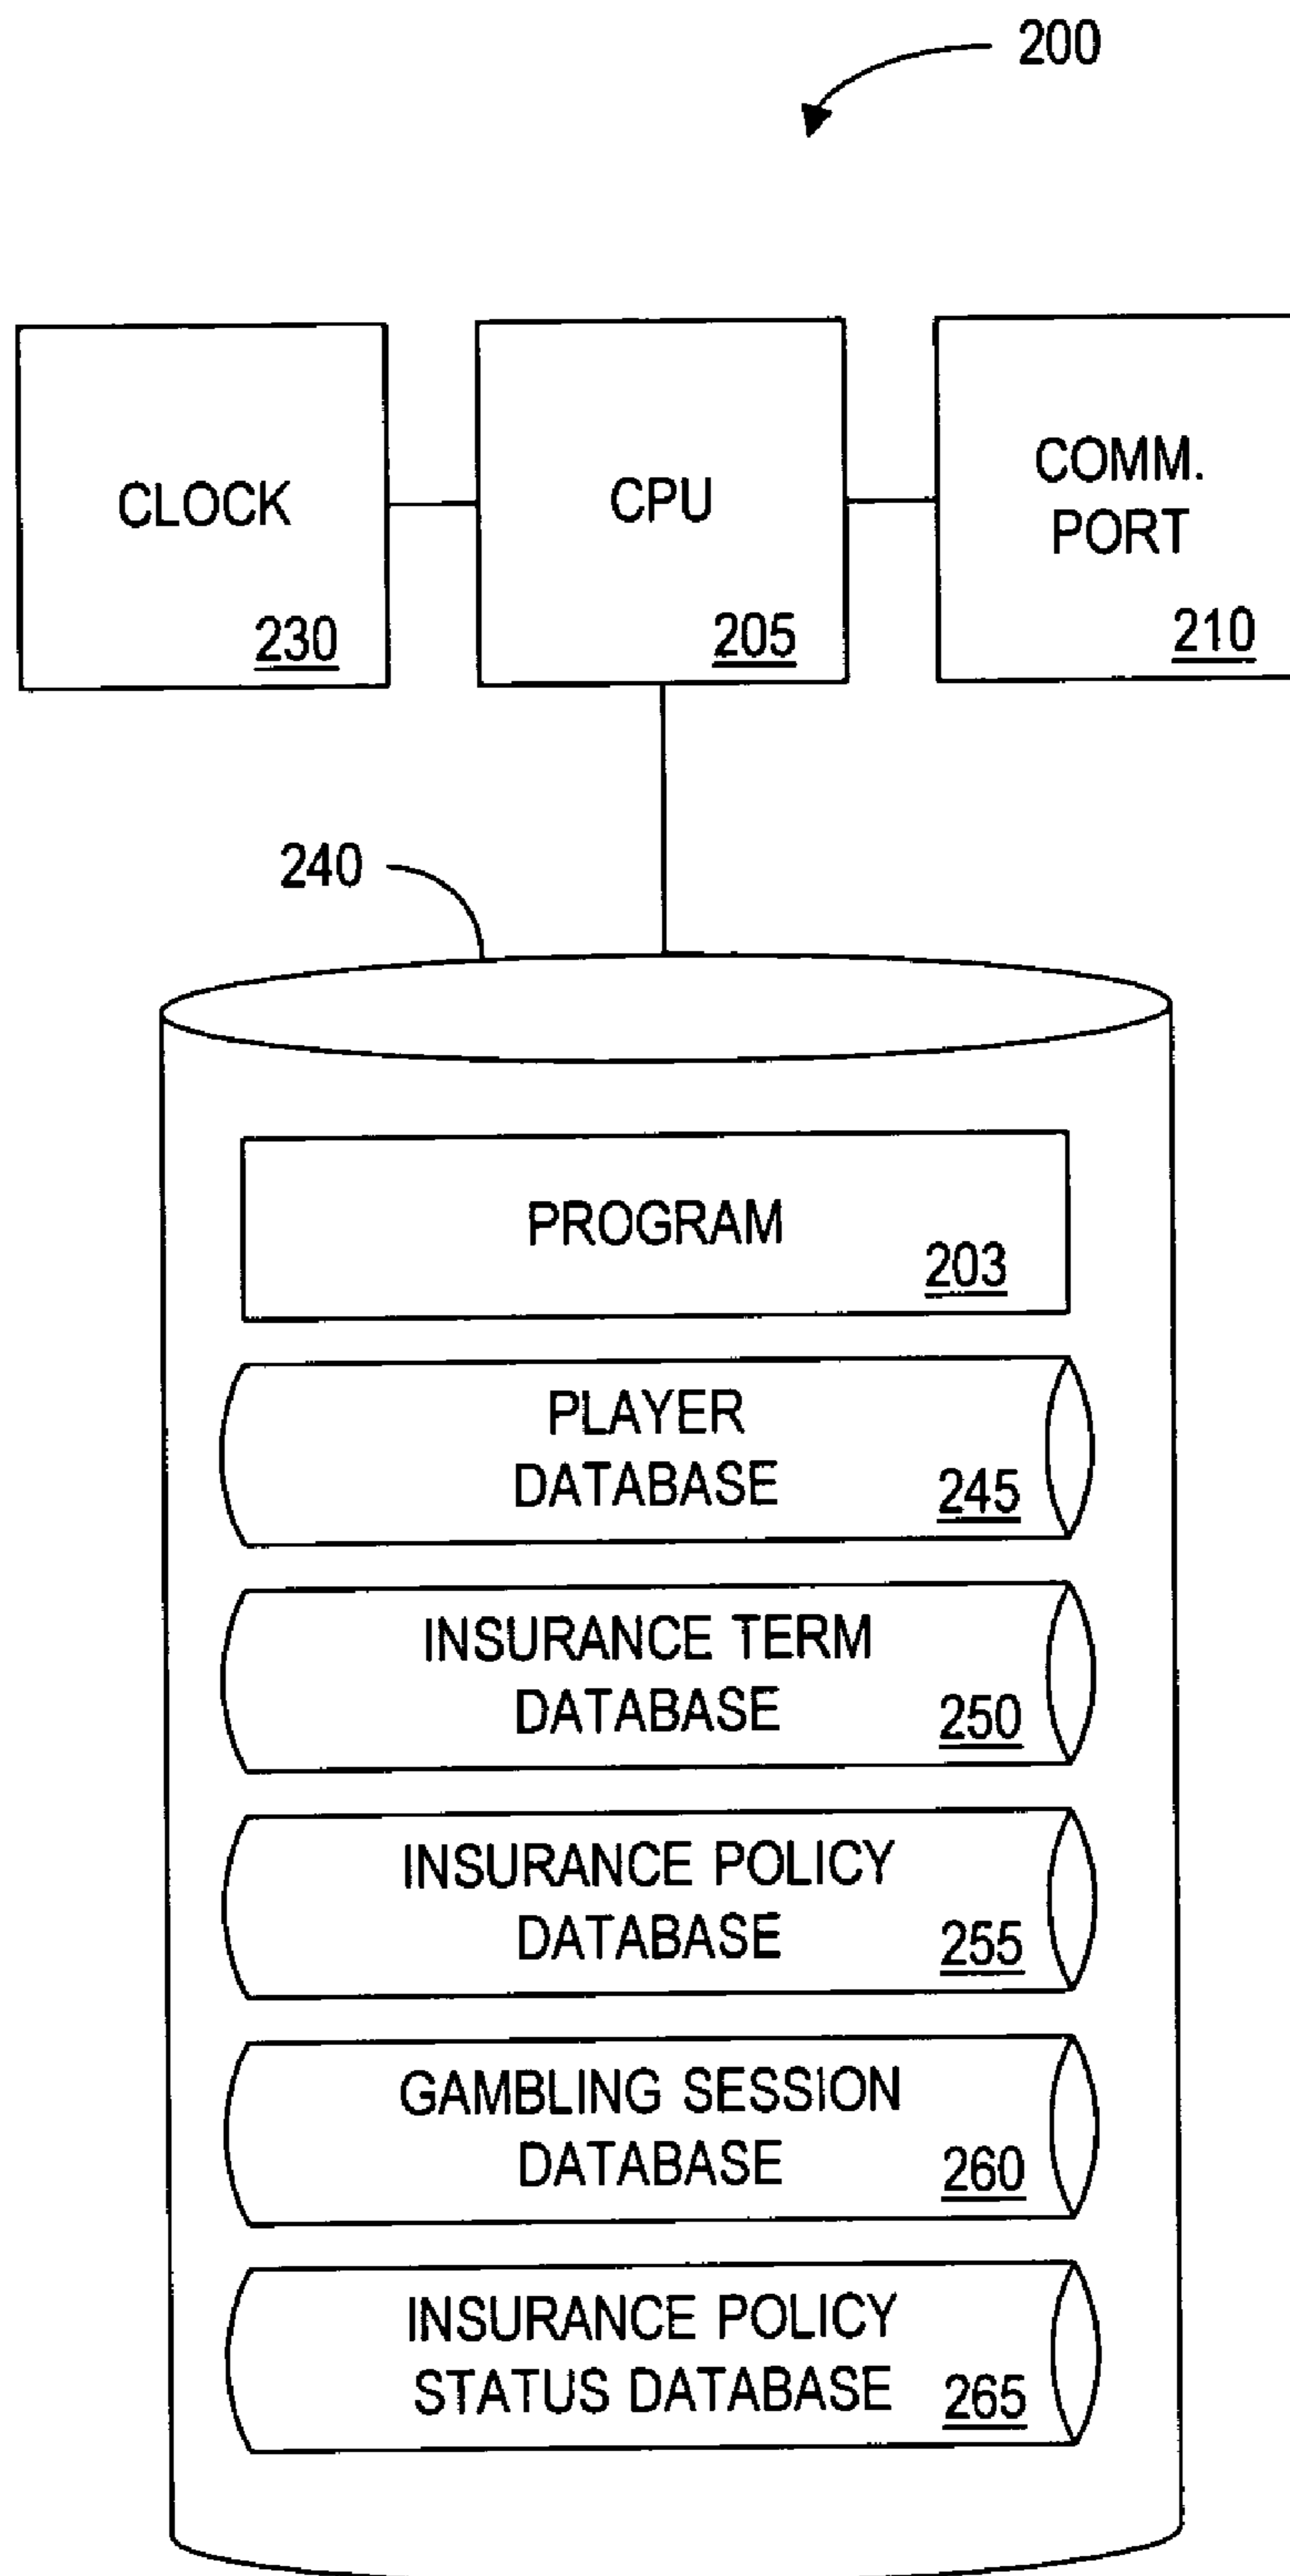 200
CLOCK
230
CPU
205
COMM.
PORT
210
240
PROGRAM
203
PLAYER
DATABASE
245
INSURANCE TERM
DATABASE
250
INSURANCE POLICY
DATABASE
255
GAMBLING SESSION
DATABASE
260
INSURANCE POLICY
STATUS DATABASE
265